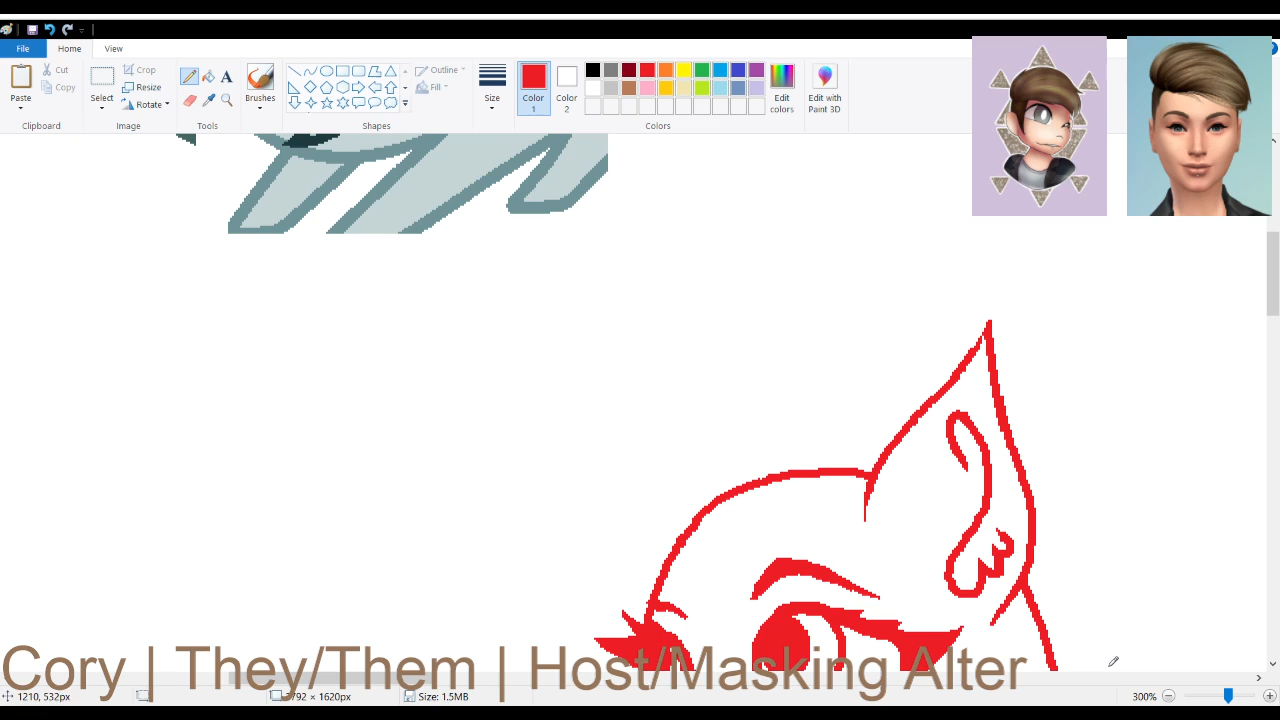 File Home View
Cut
Copy
Paste
Clipboard
Select
Crop
Resize
Rotate
Image
Tools
Brushes
Shapes
Outline
Fill
Size
Color 1
Color 2
Edit colors
Edit with Paint 3D
Colors
Cory | They/Them | Host/Masking Alter
1210, 532px
792 × 1620px
Size: 1.5MB
300%